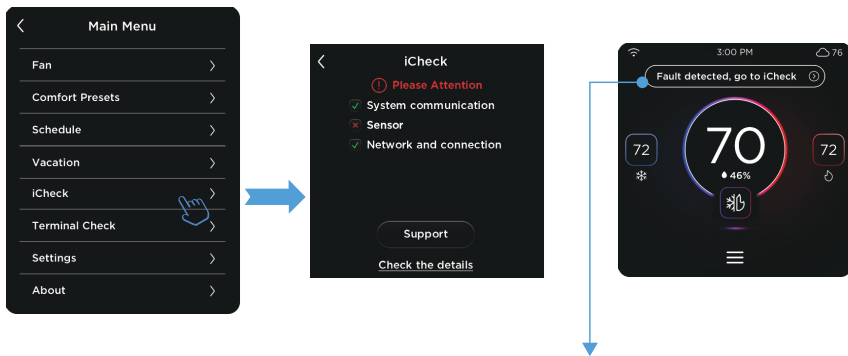 Main Menu
Fan
Comfort Presets
Schedule
Vacation
iCheck
Terminal Check
Settings
About
iCheck
Please Attention
System communication
Sensor
Network and connection
Support
Check the details
3:00 PM
76
Fault detected, go to iCheck
72
70
72
46%